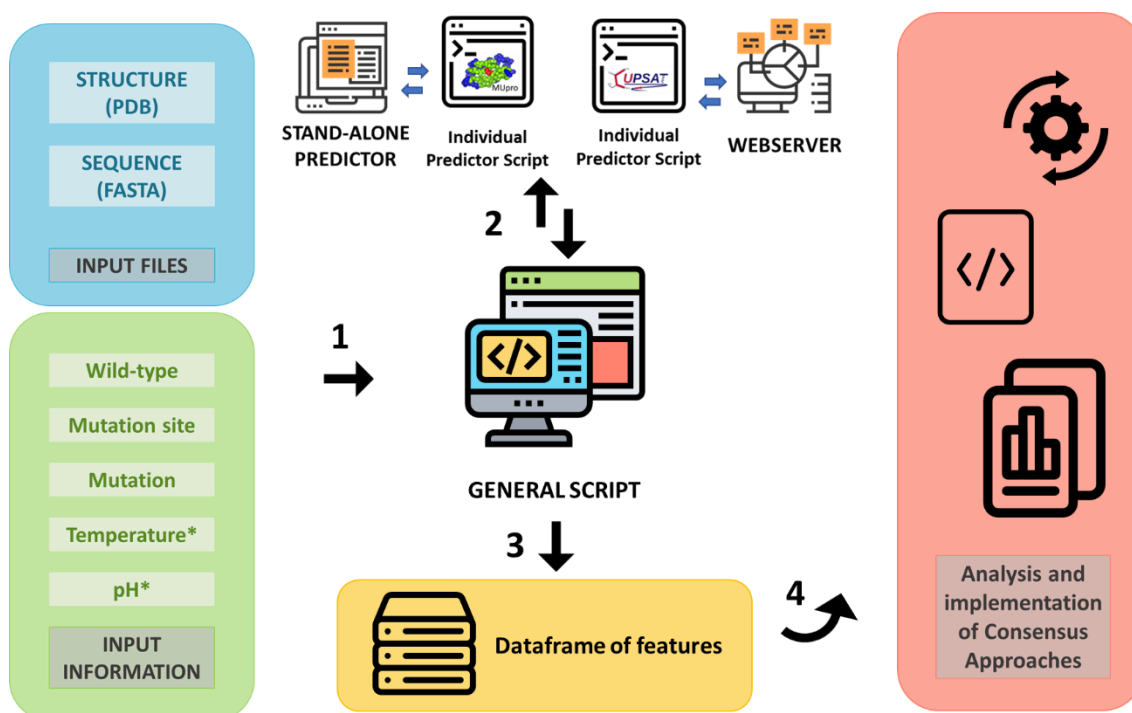 STRUCTURE
(PDB)
SEQUENCE
(FASTA)
INPUT FILES
Wild-type
Mutation site
Mutation
Temperature*
pH*
INPUT
INFORMATION
1
STAND-ALONE
PREDICTOR
MUpro
Individual
Predictor Script
CUPSAT
Individual
Predictor Script
WEBSERVER
2
</>
GENERAL SCRIPT
3
Dataframe of features
4
</>
Analysis and
implementation
of Consensus
Approaches